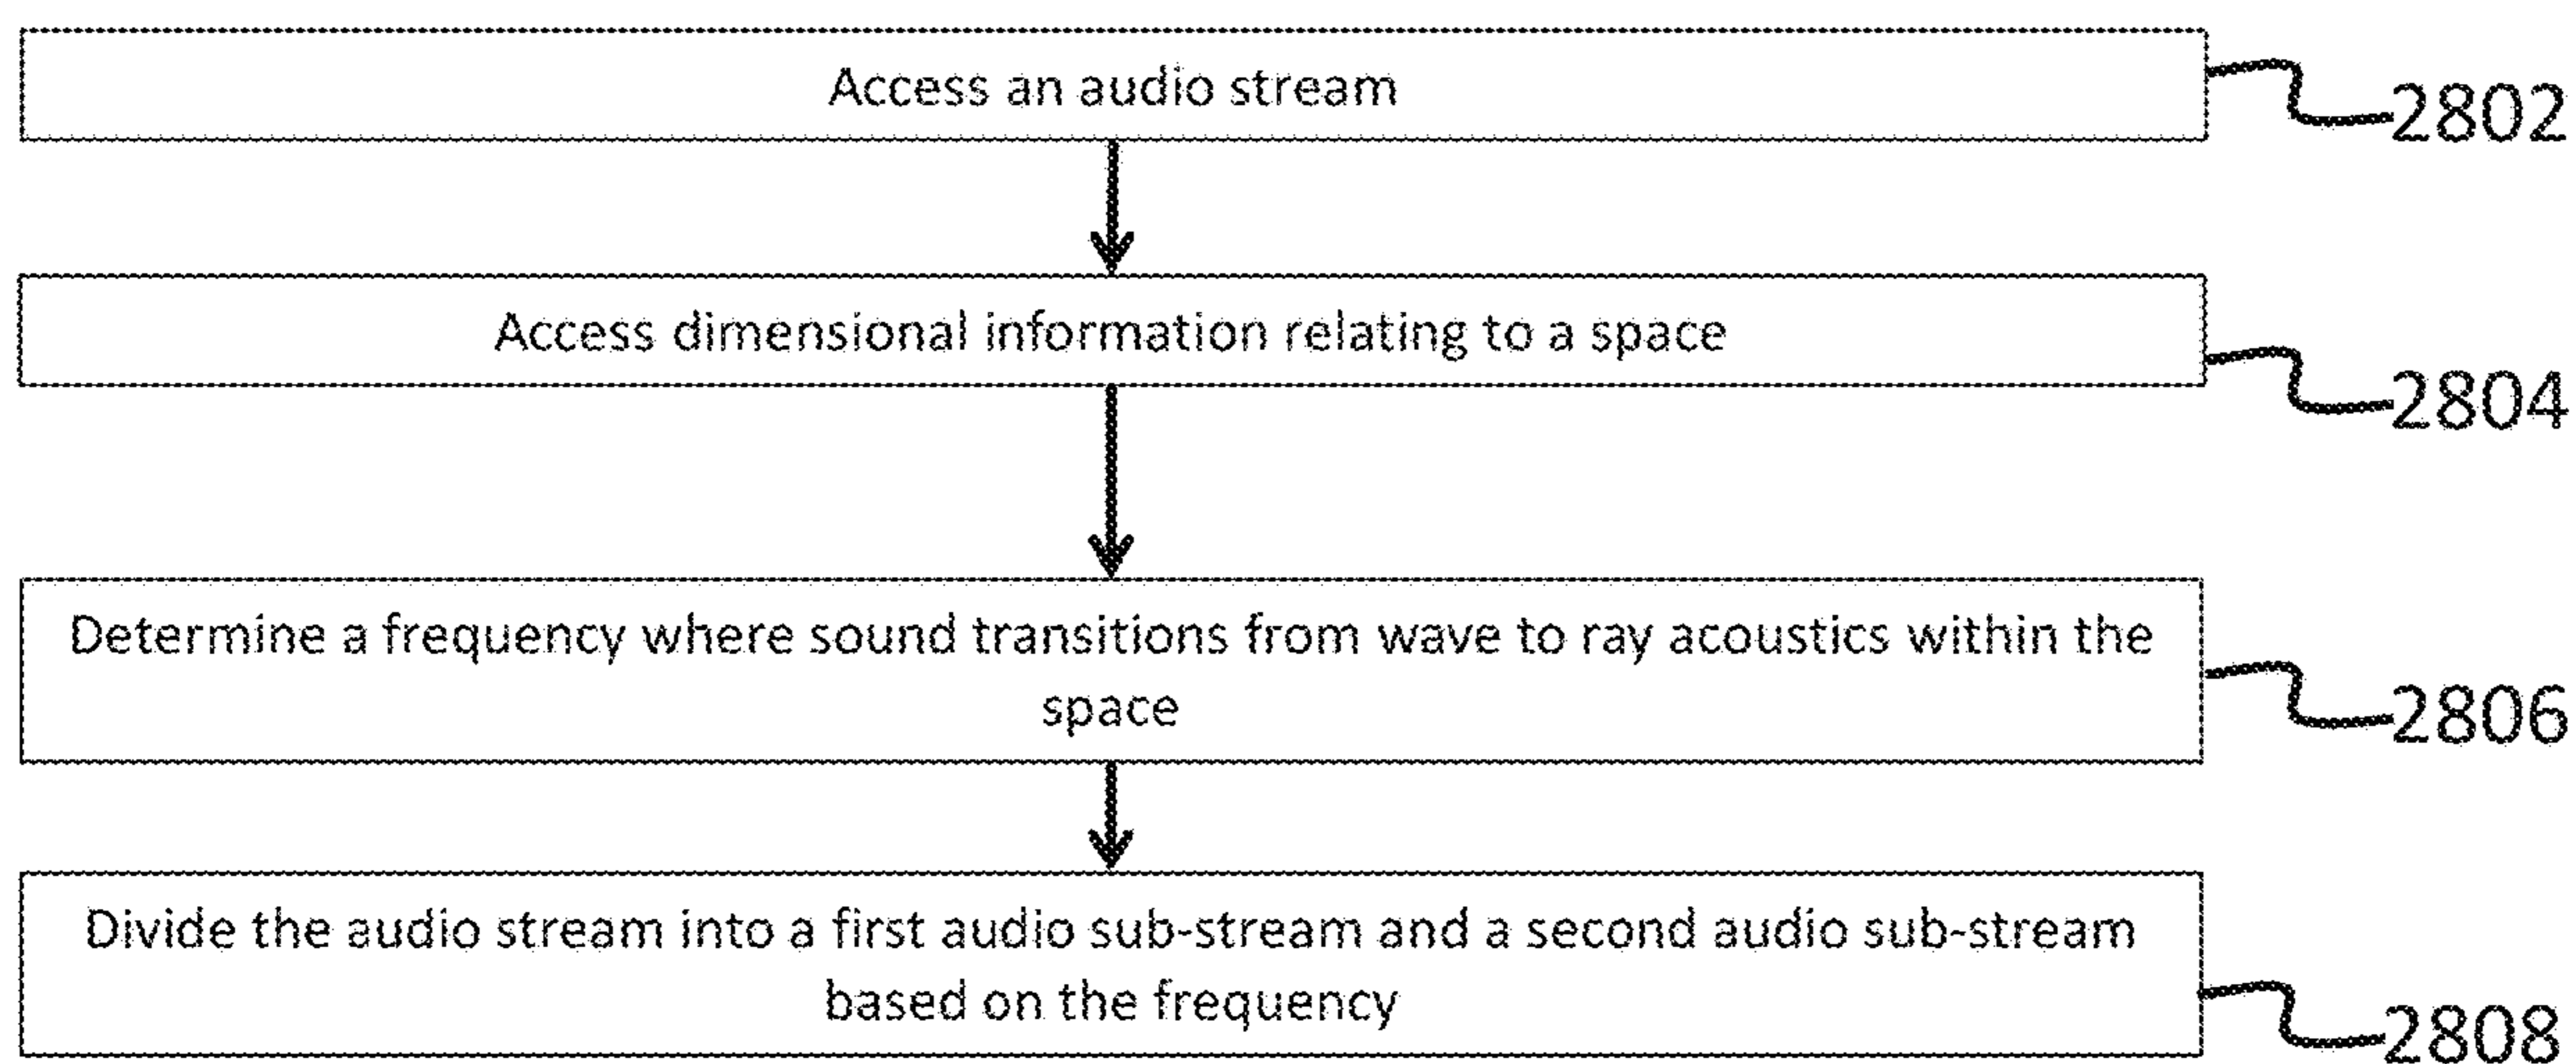 Access an audio stream
2802
Access dimensional information relating to a space
2804
Determine a frequency where sound transitions from wave to ray acoustics within the
space
2806
Divide the audio stream into a first audio sub-stream and a second audio sub-stream
based on the frequency
2808